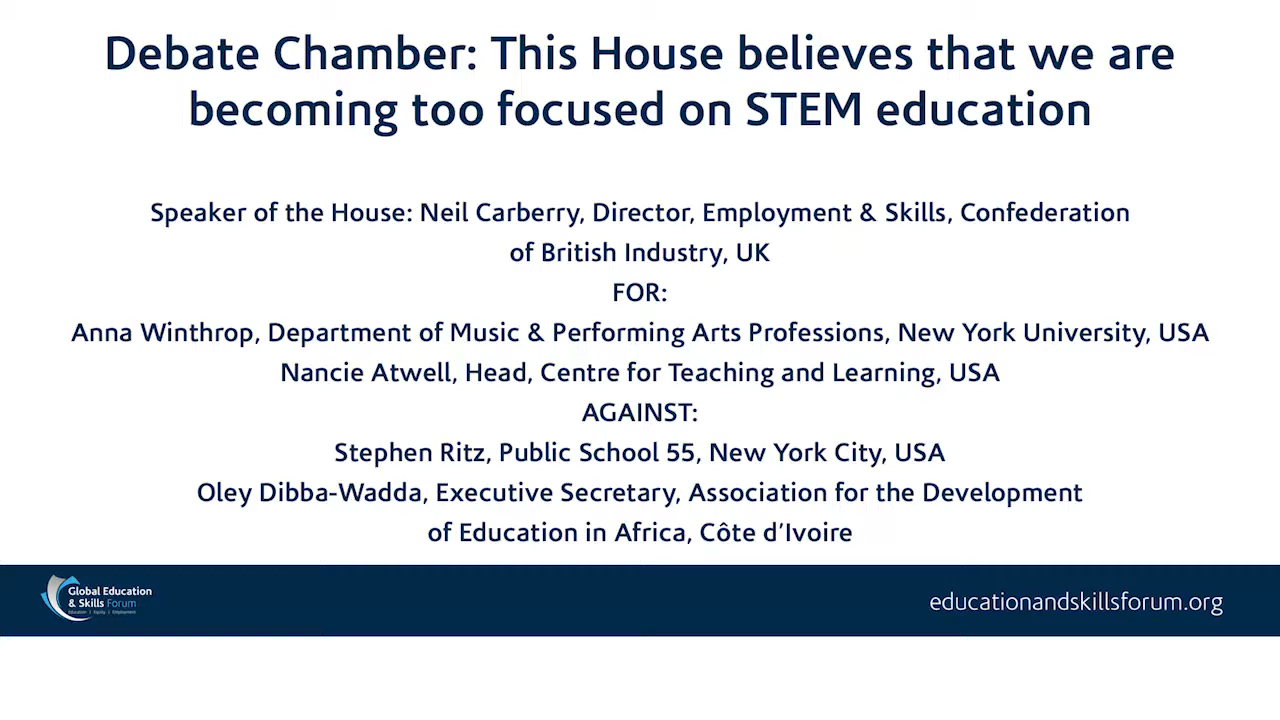 Debate Chamber: This House believes that we are
becoming too focused on STEM education
Speaker of the House: Neil Carberry, Director, Employment & Skills, Confederation
of British Industry, UK
FOR:
Anna Winthrop, Department of Music & Performing Arts Professions, New York University, USA
Nancie Atwell, Head, Centre for Teaching and Learning, USA
AGAINST:
Stephen Ritz, Public School 55, New York City, USA
Oley Dibba-Wadda, Executive Secretary, Association for the Development
of Education in Africa, Côte d’Ivoire
Global Education
& Skills Forum
Education | Equity | Employment
educationandskillsforum.org